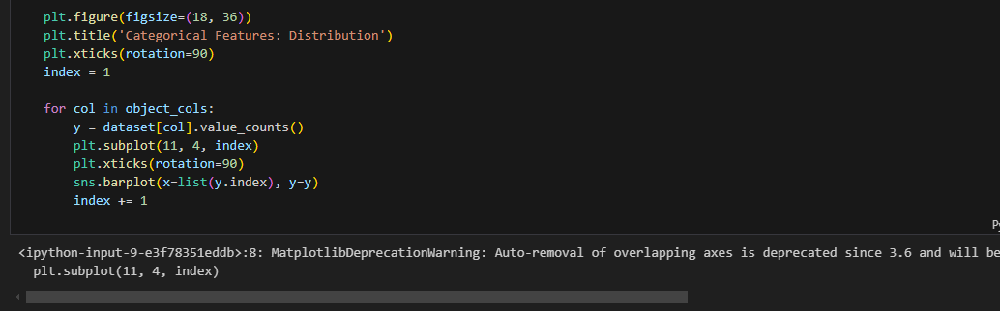 plt.figure(figsize=(18, 36))
plt.title('Categorical Features: Distribution')
plt.xticks(rotation=90)
index = 1
for col in object_cols:
y = dataset[col].value_counts()
plt.subplot(11, 4, index)
plt.xticks(rotation=90)
sns.barplot(x=list(y.index), y=y)
index += 1
<ipython-input-9-e3f78351eddb>:8: MatplotlibDeprecationWarning: Auto-removal of overlapping axes is deprecated since 3.6 and will be
plt.subplot(11, 4, index)